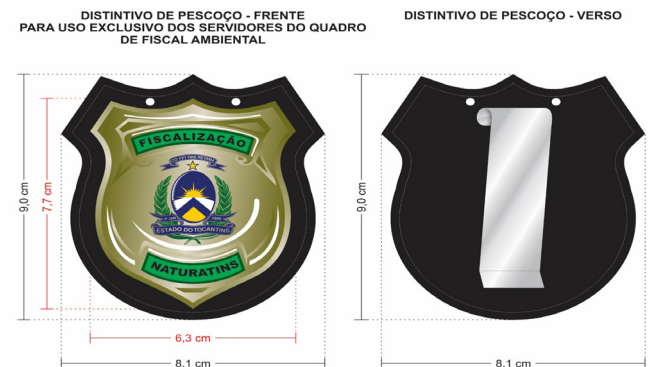 DISTINTIVO DE PESCOÇO - FRENTE
PARA USO EXCLUSIVO DOS SERVIDORES DO QUADRO
DE FISCAL AMBIENTAL
DISTINTIVO DE PESCOÇO - VERSO
FISCALIZAÇÃO
ESTADO DO TOCANTINS
NATURATINS
9,0 cm
7,7 cm
6,3 cm
8,1 cm
9,0 cm
8,1 cm